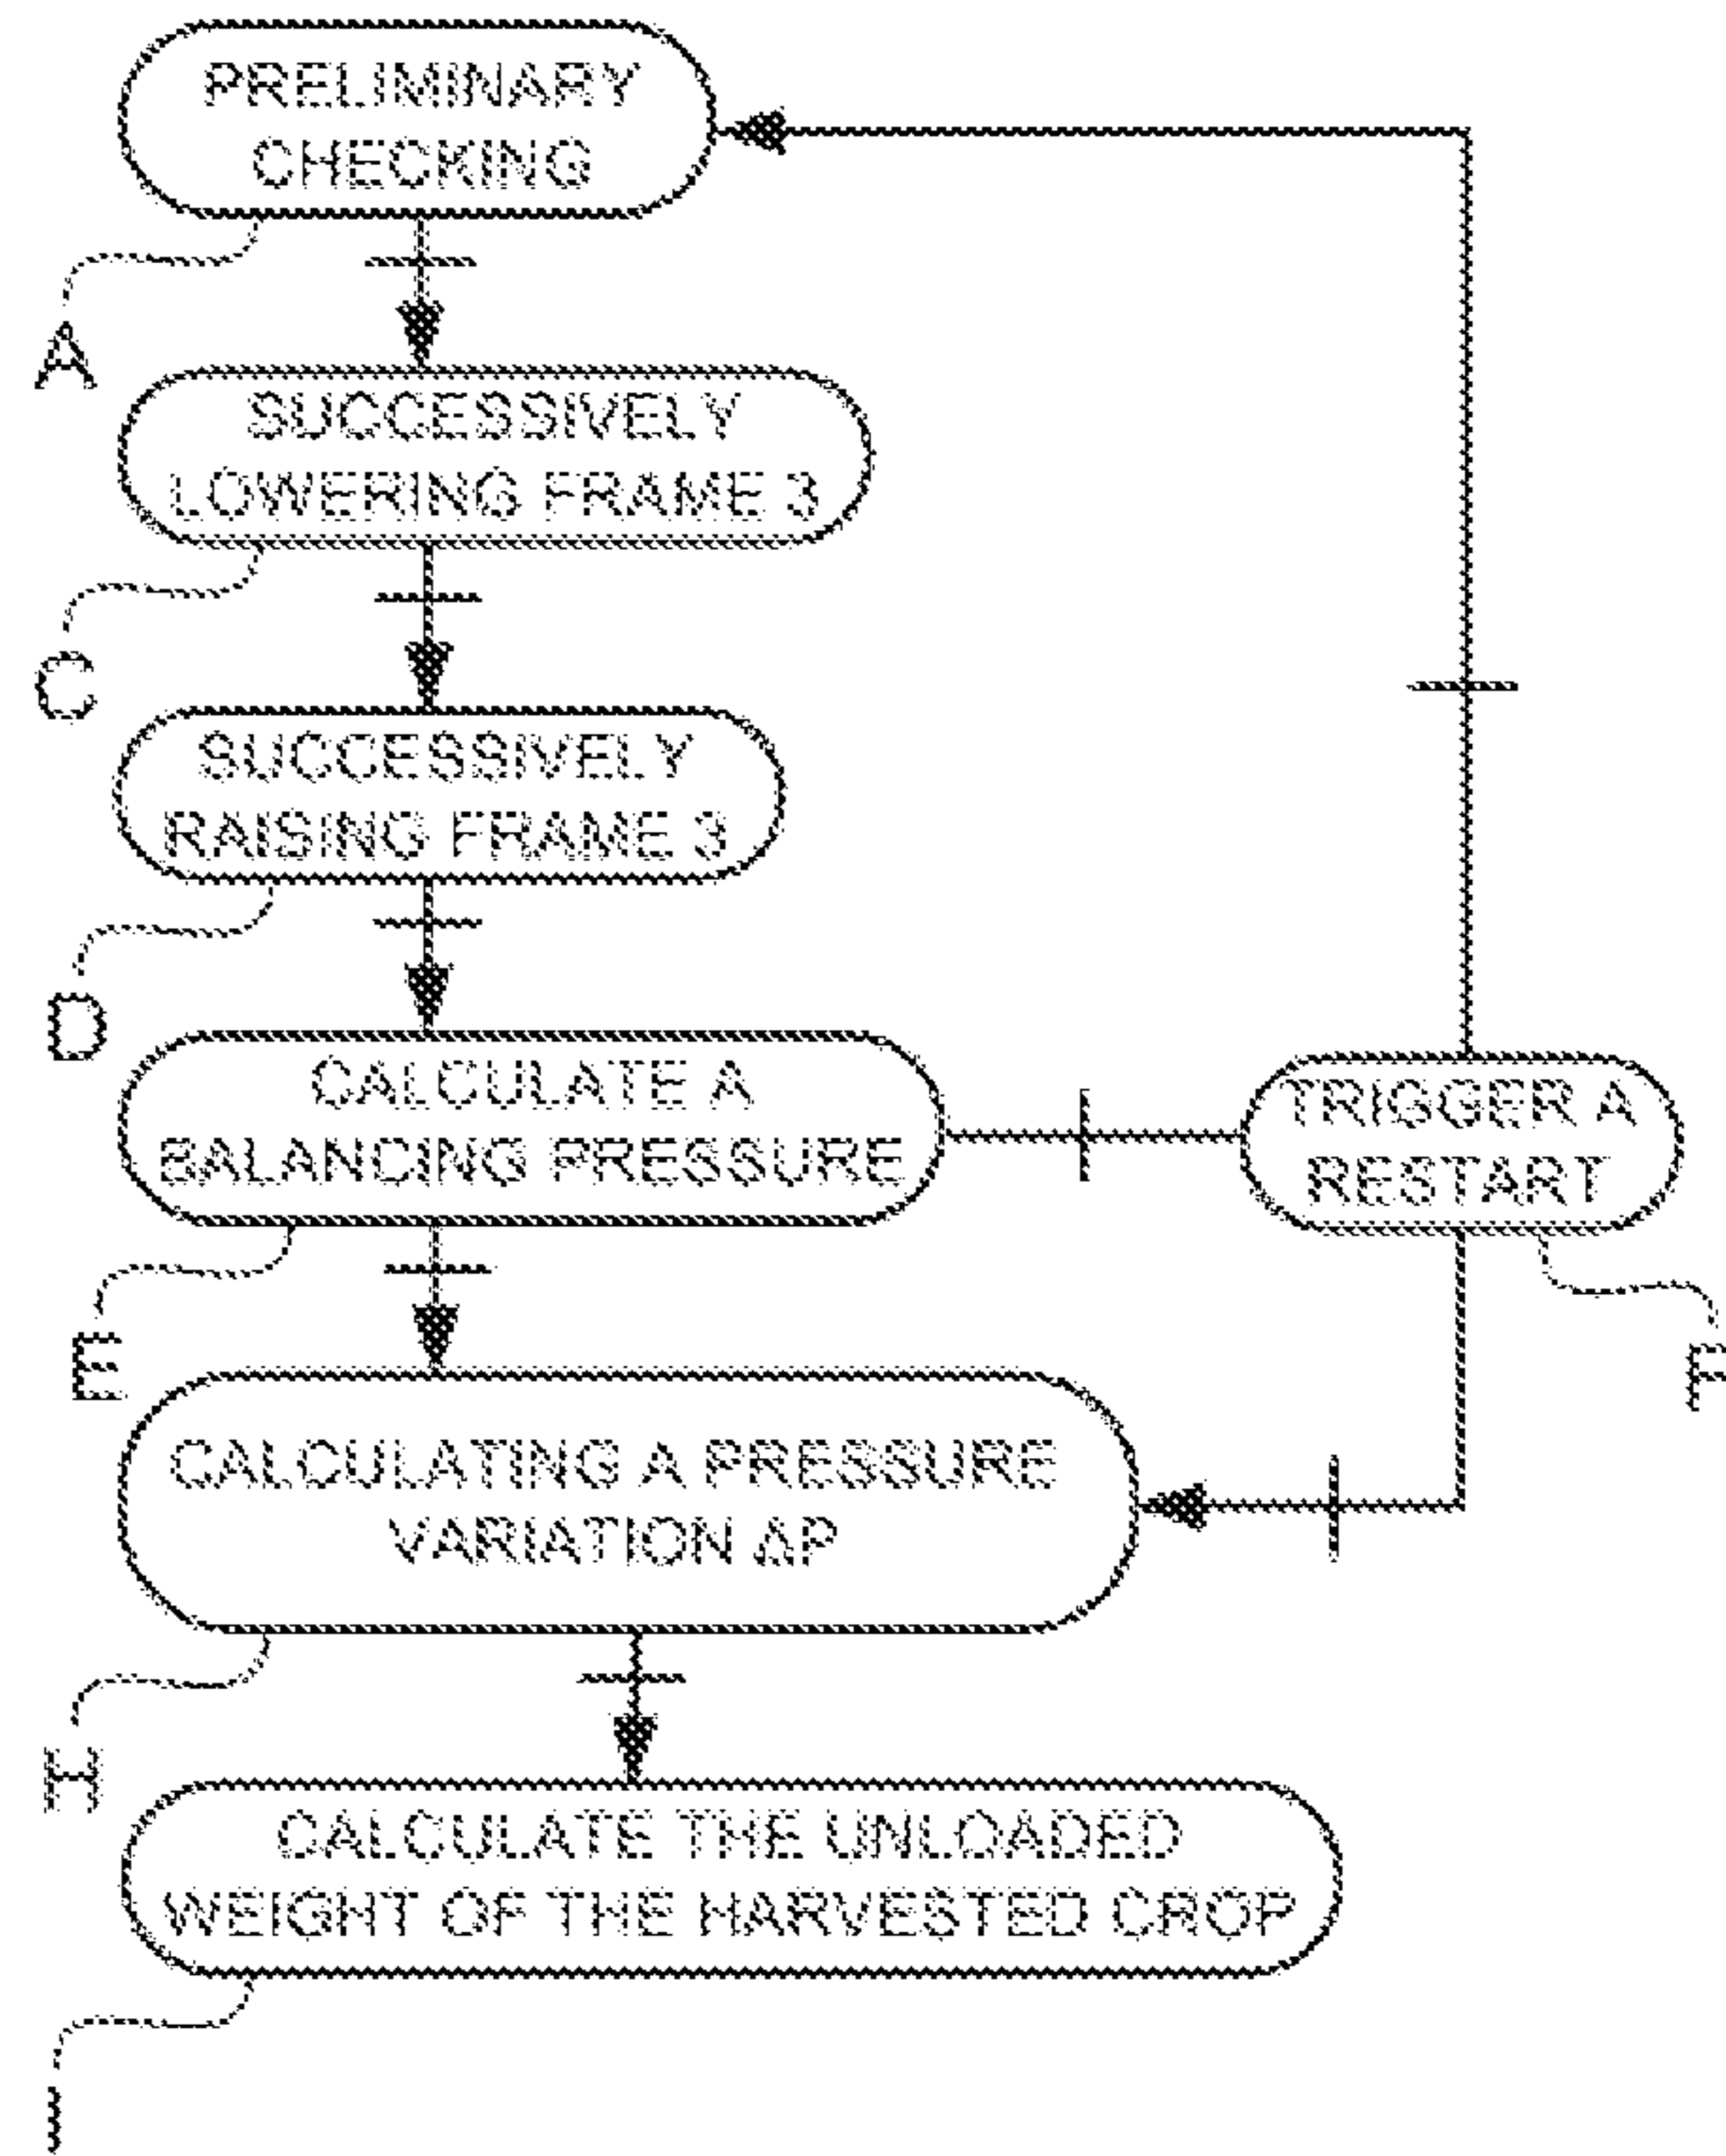 PRELIMINARY
CHECKING
A
SUCCESSIVELY
LOWERING FRAME 3
C
SUCCESSIVELY
RAISING FRAME 3
D
CALCULATE A
BALANCING PRESSURE
TRIGGER A
RESTART
E
F
CALCULATING A PRESSURE
VARIATION ΔP
H
CALCULATE THE UNLOADED
WEIGHT OF THE HARVESTED CROP
I